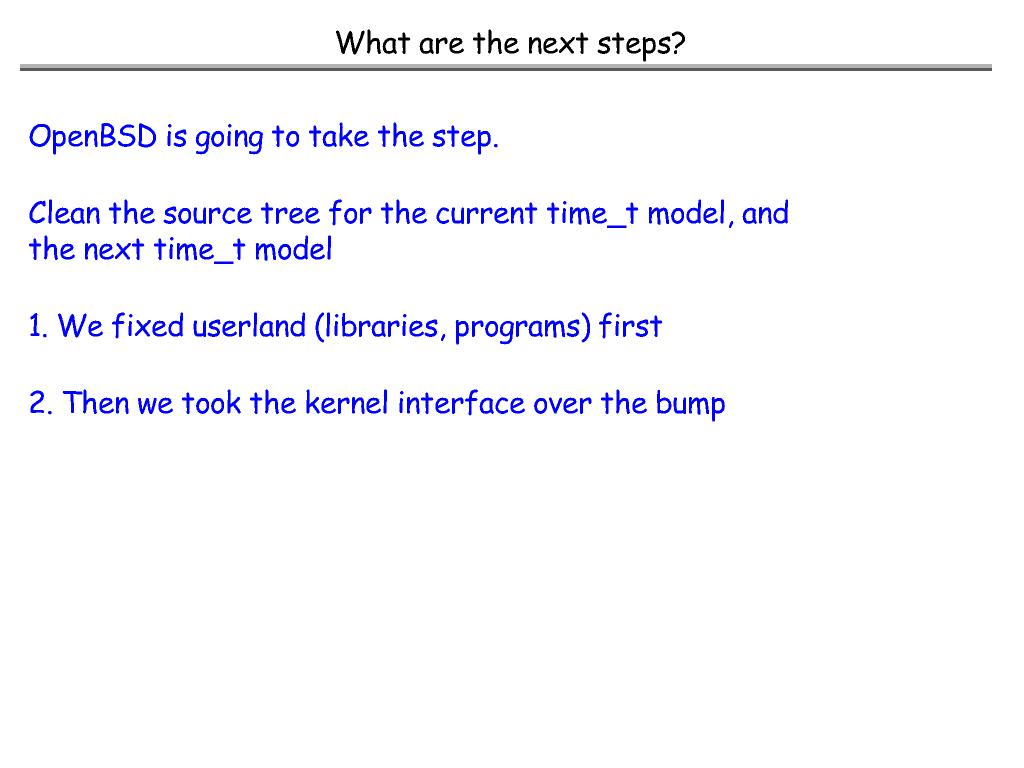 What are the next steps?
OpenBSD is going to take the step.
Clean the source tree for the current time_t model, and
the next time_t model
1. We fixed userland (libraries, programs) first
2. Then we took the kernel interface over the bump